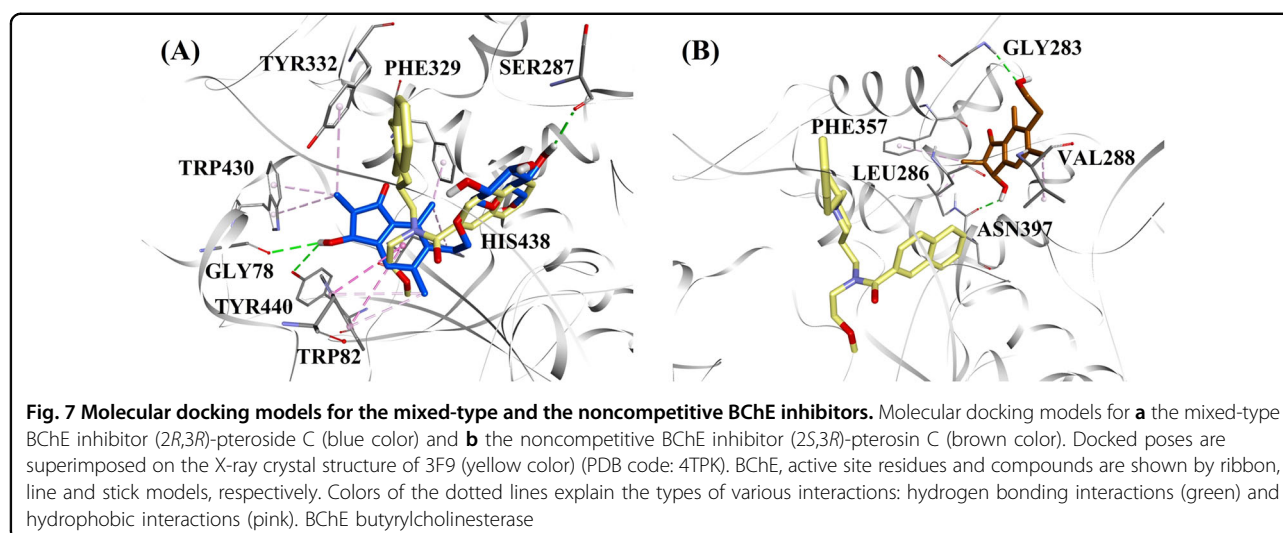 (A)
TYR332
PHE329
SER287
TRP430
HIS438
GLY78
TYR440
TRP82
(B)
GLY283
PHE357
LEU286
VAL288
ASN397
Fig. 7 Molecular docking models for the mixed-type and the noncompetitive BChE inhibitors. Molecular docking models for a the mixed-type
BChE inhibitor (2R,3R)-pteroside C (blue color) and b the noncompetitive BChE inhibitor (2S,3R)-pterosin C (brown color). Docked poses are
superimposed on the X-ray crystal structure of 3F9 (yellow color) (PDB code: 4TPK). BChE, active site residues and compounds are shown by ribbon,
line and stick models, respectively. Colors of the dotted lines explain the types of various interactions: hydrogen bonding interactions (green) and
hydrophobic interactions (pink). BChE butyrylcholinesterase